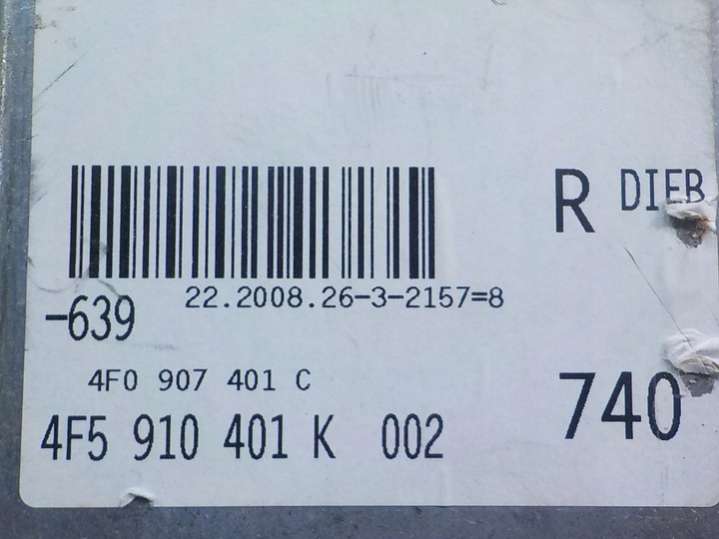 R DIEB
22.2008.26-3-2157=8
-639
4F0 907 401 C
740
4F5 910 401 K 002